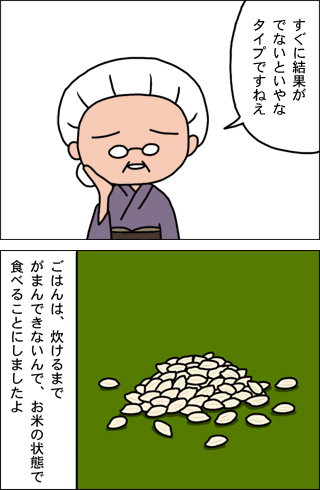 すぐに結果が
でないといやな
タイプですねえ
ごはんは、炊けるまで
がまんできないんで、お米の状態で
食べることにしましたよ